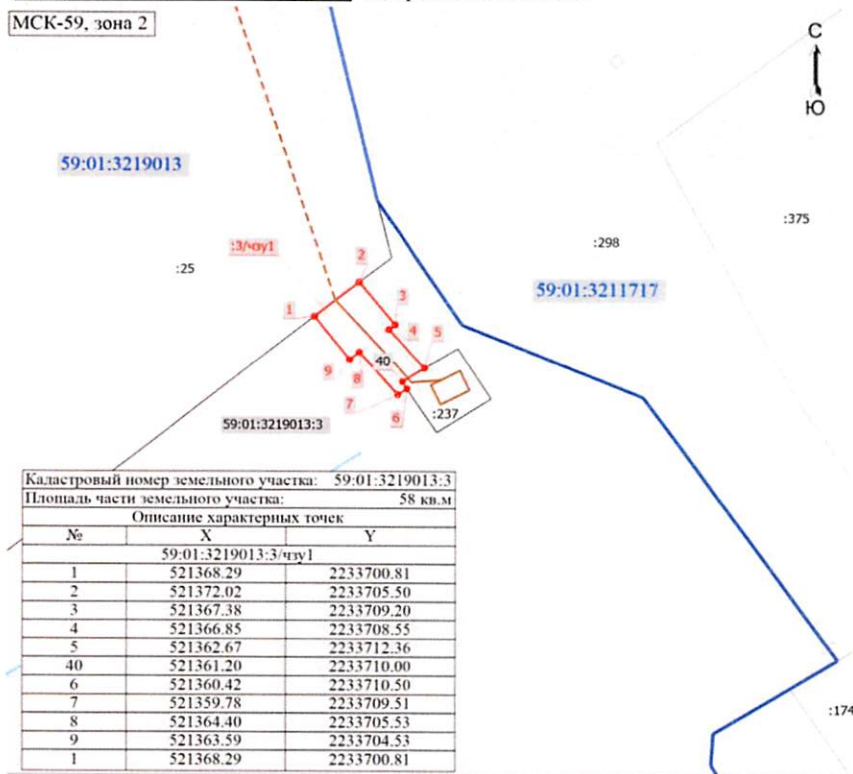 МСК-59, зона 2
С
Ю
59:01:3219013
:375
:3/чзу1
:298
:25
2
59:01:3211717
1
3
4
5
40
9
8
7
6
:237
59:01:3219013:3
Кадастровый номер земельного участка: 59:01:3219013:3
Площадь части земельного участка: 58 кв.м
Описание характерных точек
№ X Y
59:01:3219013:3/чзу1
1 521368.29 2233700.81
2 521372.02 2233705.50
3 521367.38 2233709.20
4 521366.85 2233708.55
5 521362.67 2233712.36
40 521361.20 2233710.00
6 521360.42 2233710.50
7 521359.78 2233709.51
8 521364.40 2233705.53
9 521363.59 2233704.53
1 521368.29 2233700.81
:174